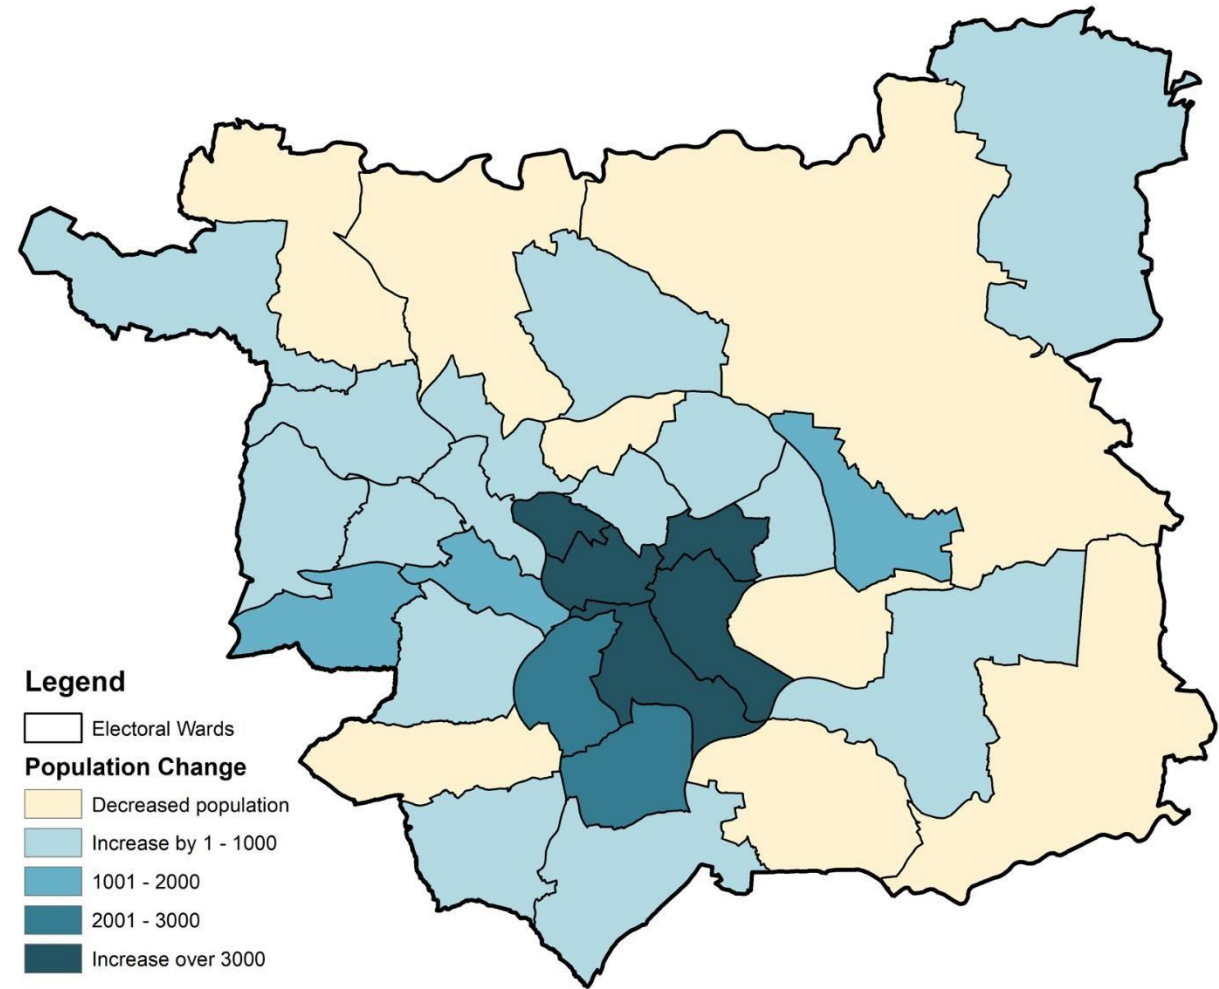 Legend
Electoral Wards
Population Change
Decreased population
Increase by 1 - 1000
1001 - 2000
2001 - 3000
Increase over 3000